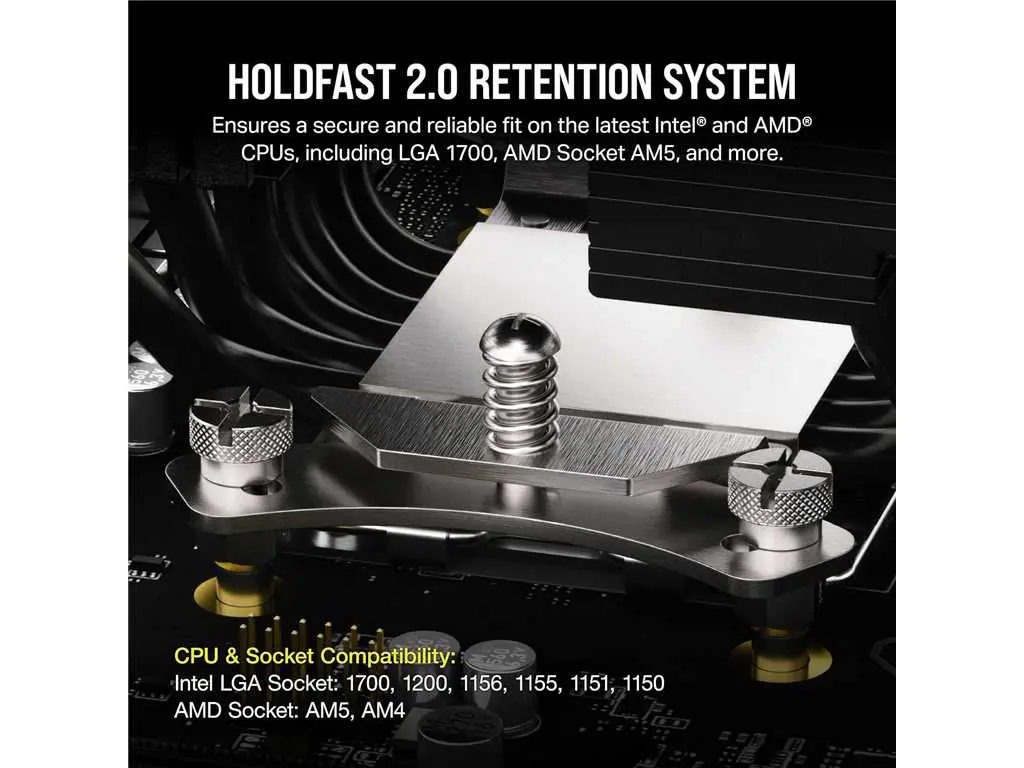 HOLDFAST 2.0 RETENTION SYSTEM
Ensures a secure and reliable fit on the latest Intel® and AMD®
CPUs, including LGA 1700, AMD Socket AM5, and more.
CPU & Socket Compatibility:
Intel LGA Socket: 1700, 1200, 1156, 1155, 1151, 1150
AMD Socket: AM5, AM4